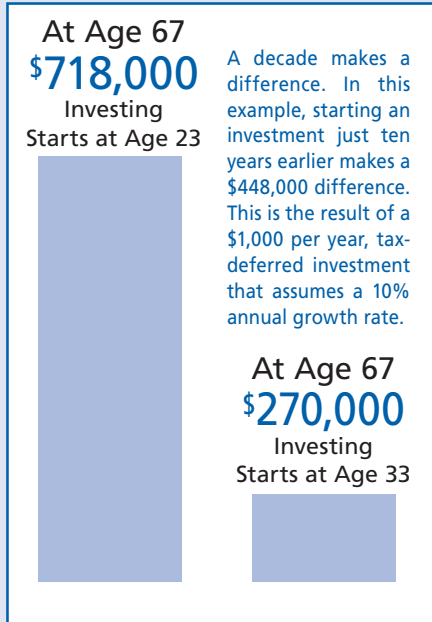 At Age 67
$718,000
Investing
Starts at Age 23
A decade makes a
difference. In this
example, starting an
investment just ten
years earlier makes a
$448,000 difference.
This is the result of a
$1,000 per year, tax-
deferred investment
that assumes a 10%
annual growth rate.
At Age 67
$270,000
Investing
Starts at Age 33